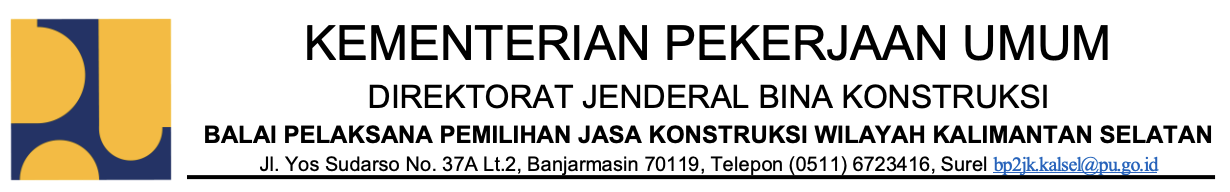 KEMENTERIAN PEKERJAAN UMUM
DIREKTORAT JENDERAL BINA KONSTRUKSI
BALAI PELAKSANA PEMILIHAN JASA KONSTRUKSI WILAYAH KALIMANTAN SELATAN
Jl. Yos Sudarso No. 37A Lt.2, Banjarmasin 70119, Telepon (0511) 6723416, Surel bp2jk.kalsel@pu.go.id